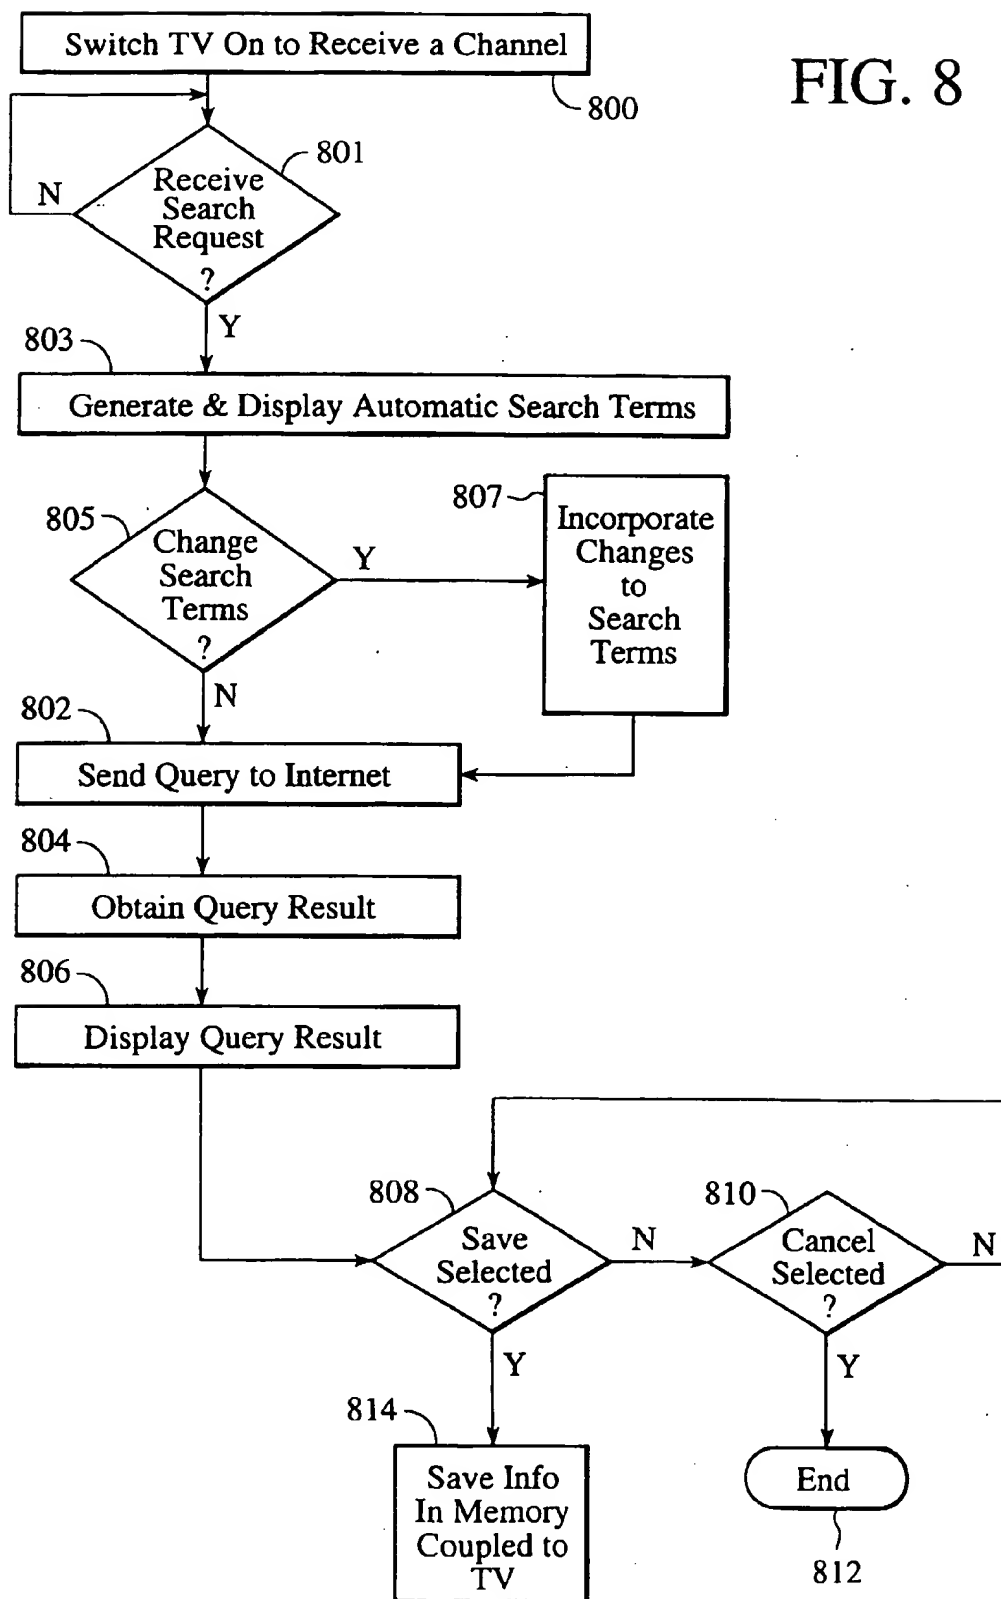 FIG. 8
Switch TV On to Receive a Channel
800
801
Receive
Search
Request
?
N
Y
803
Generate & Display Automatic Search Terms
805
Change
Search
Terms
?
Y
N
807
Incorporate
Changes
to
Search
Terms
802
Send Query to Internet
804
Obtain Query Result
806
Display Query Result
808
Save
Selected
?
N
Y
810
Cancel
Selected
?
N
Y
814
Save Info
In Memory
Coupled to
TV
End
812